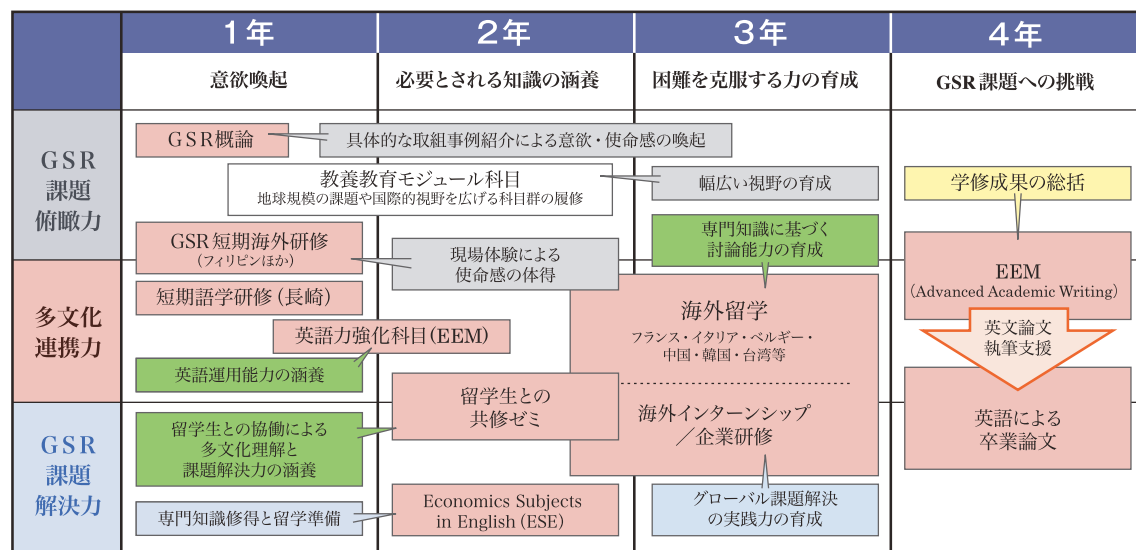 1年
2年
3年
4年
意欲喚起
必要とされる知識の涵養
困難を克服する力の育成
GSR 課題への挑戦
GSR
課題
俯瞰力
GSR概論
具体的な取組事例紹介による意欲・使命感の喚起
教養教育モジュール科目
地球規模の課題や国際的視野を広げる科目群の履修
幅広い視野の育成
学修成果の総括
GSR 短期海外研修
(フィリピンほか)
現場体験による
使命感の体得
専門知識に基づく
討論能力の育成
EEM
(Advanced Academic Writing)
多文化
連携力
短期語学研修(長崎)
英語力強化科目(EEM)
英語運用能力の涵養
海外留学
フランス・イタリア・ベルギー・
中国・韓国・台湾等
英文論文
執筆支援
留学生との
共修ゼミ
海外インターンシップ
/企業研修
英語による
卒業論文
GSR
課題
解決力
留学生との協働による
多文化理解と
課題解決力の涵養
専門知識修得と留学準備
Economics Subjects
in English (ESE)
グローバル課題解決
の実践力の育成